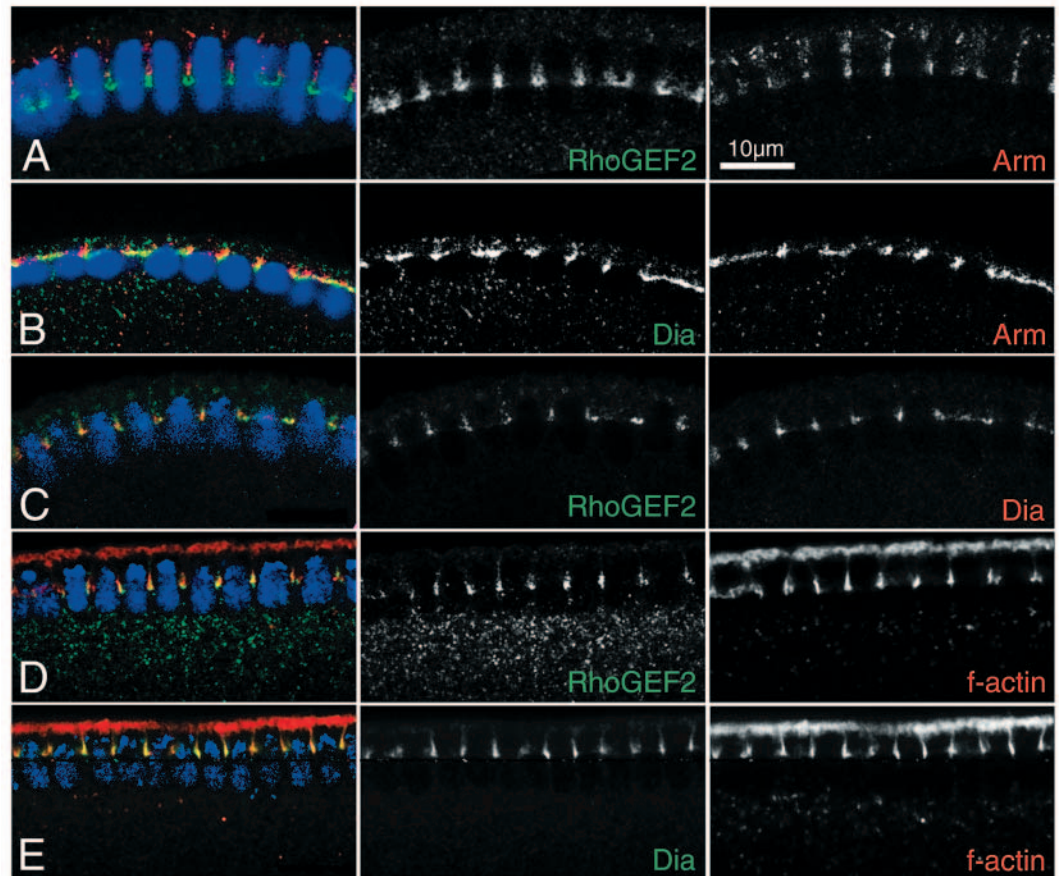 A
RhoGEF2
10μm
Arm
B
Dia
Arm
C
RhoGEF2
Dia
D
RhoGEF2
f-actin
E
Dia
f-actin